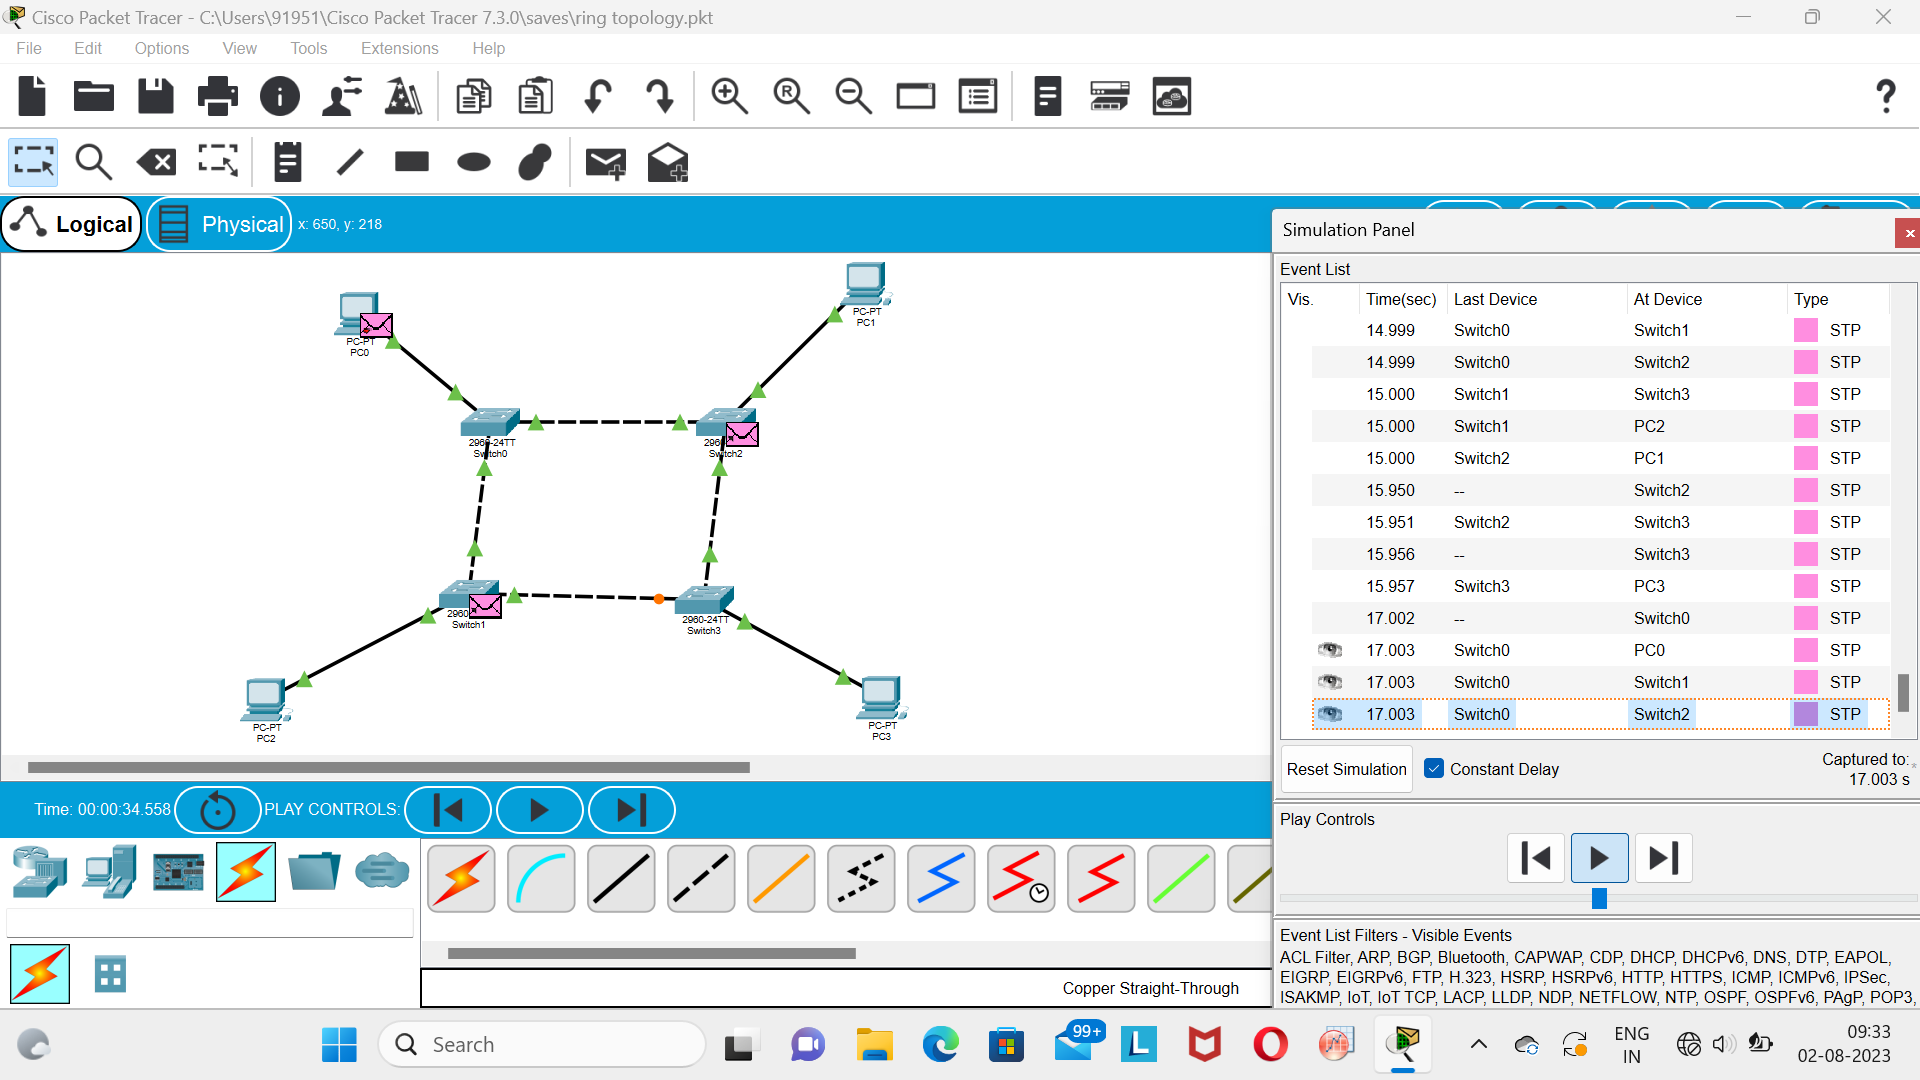 Cisco Packet Tracer - C:\Users\91951\Cisco Packet Tracer 7.3.0\saves\ring topology.pkt
File Edit Options View Tools Extensions Help
Logical Physical x: 650, y: 218
Simulation Panel
Event List
Vis. Time(sec) Last Device At Device Type
14.999 Switch0 Switch1 STP
14.999 Switch0 Switch2 STP
15.000 Switch1 Switch3 STP
15.000 Switch1 PC2 STP
15.000 Switch2 PC1 STP
15.950 -- Switch2 STP
15.951 Switch2 Switch3 STP
15.956 -- Switch3 STP
15.957 Switch3 PC3 STP
17.002 -- Switch0 STP
17.003 Switch0 PC0 STP
17.003 Switch0 Switch1 STP
17.003 Switch0 Switch2 STP
Reset Simulation Constant Delay Captured to:
17.003 s
Play Controls
Event List Filters - Visible Events
ACL Filter, ARP, BGP, Bluetooth, CAPWAP, CDP, DHCP, DHCPv6, DNS, DTP, EAPOL,
EIGRP, EIGRPv6, FTP, H.323, HSRP, HSRPv6, HTTP, HTTPS, ICMP, ICMPv6, IPSec,
ISAKMP, IoT, IoT TCP, LACP, LLDP, NDP, NETFLOW, NTP, OSPF, OSPFv6, PAgP, POP3,
PC-PT
PC0
PC-PT
PC1
2960-24TT
Switch0
2960
Switch2
2960
Switch1
2960-24TT
Switch3
PC-PT
PC2
PC-PT
PC3
Time: 00:00:34.558 PLAY CONTROLS:
Copper Straight-Through
Search
99+
ENG
IN
09:33
02-08-2023